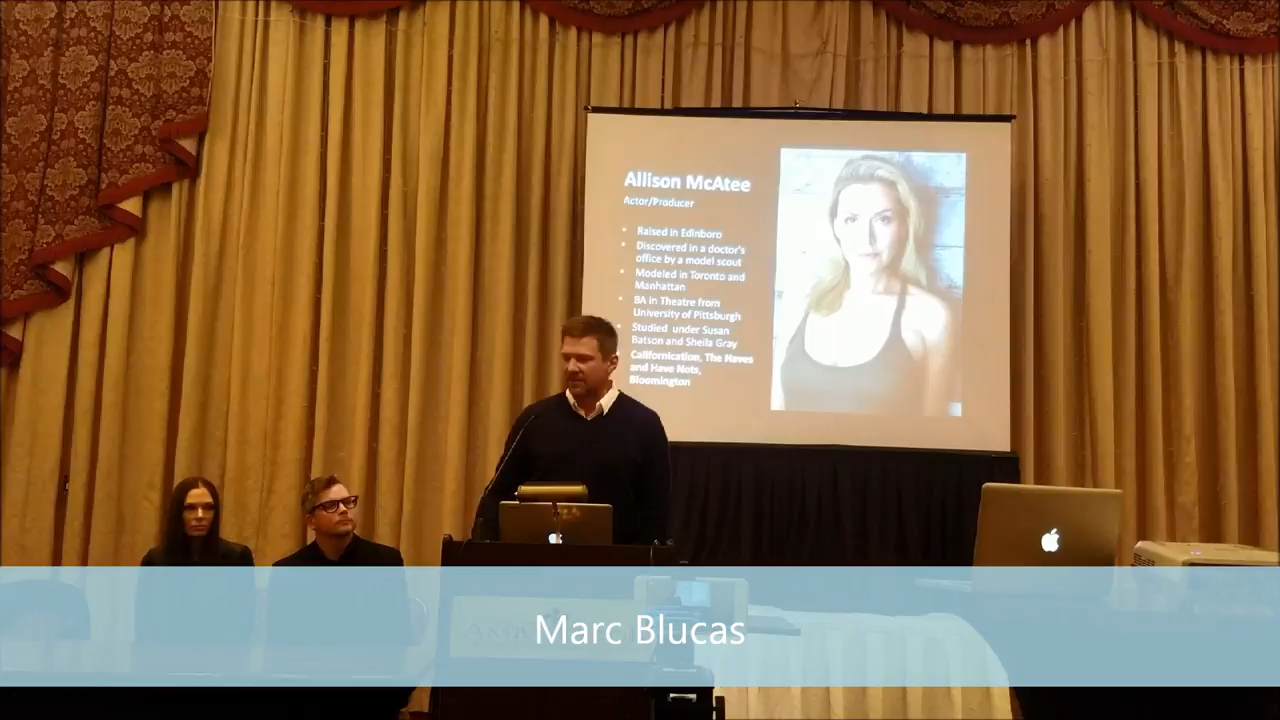 Allison McAtee
Actor/Producer
• Raised in Edinboro
• Discovered in a doctor's
office by a model scout
• Modeled in Toronto and
Manhattan
• BA in Theatre from
University of Pittsburgh
• Studied under Susan
Batson and Sheila Gray
Californication, The Haves
and Have Nots,
Bloomington
Marc Blucas